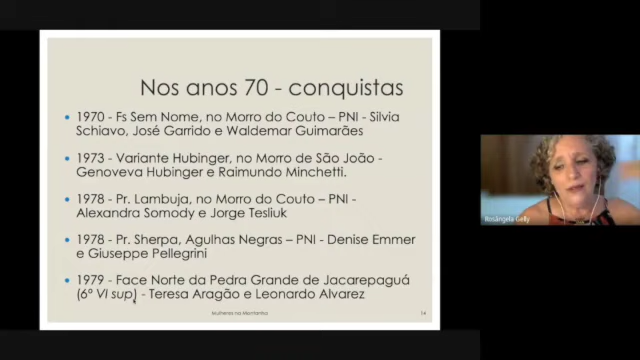 Nos anos 70 - conquistas
1970 - Fs Sem Nome, no Morro do Couto – PNI - Silvia
Schiavo, José Garrido e Waldemar Guimarães
1973 - Variante Hubinger, no Morro de São João -
Genoveva Hubinger e Raimundo Minchetti.
1978 - Pr. Lambuja, no Morro do Couto – PNI -
Alexandra Somody e Jorge Tesliuk
1978 - Pr. Sherpa, Agulhas Negras – PNI - Denise Emmer
e Giuseppe Pellegrini
1979 - Face Norte da Pedra Grande de Jacarepaguá
(6º VI sup) - Teresa Aragão e Leonardo Alvarez
Mulheres na Montanha
14
Rosângela Gelly